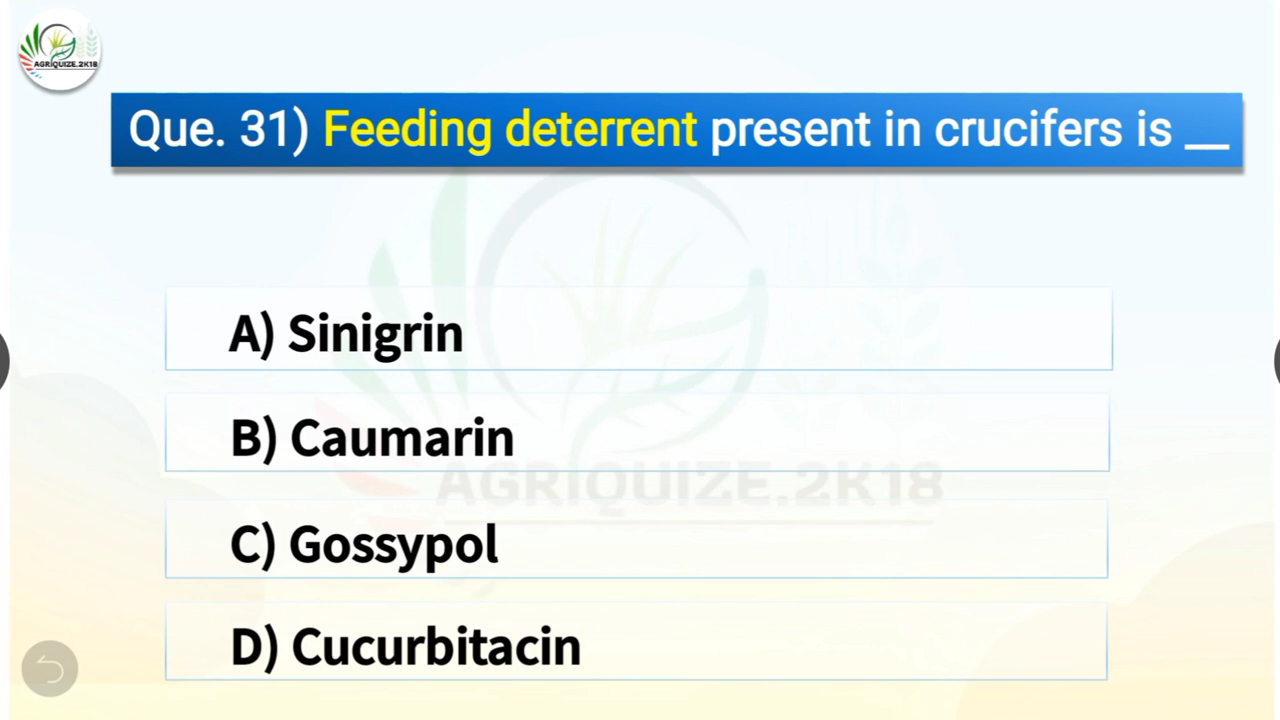 AGRIQUIZE.2K18
Que. 31) Feeding deterrent present in crucifers is __
A) Sinigrin
B) Caumarin
AGRIQUIZE.2K18
C) Gossypol
D) Cucurbitacin